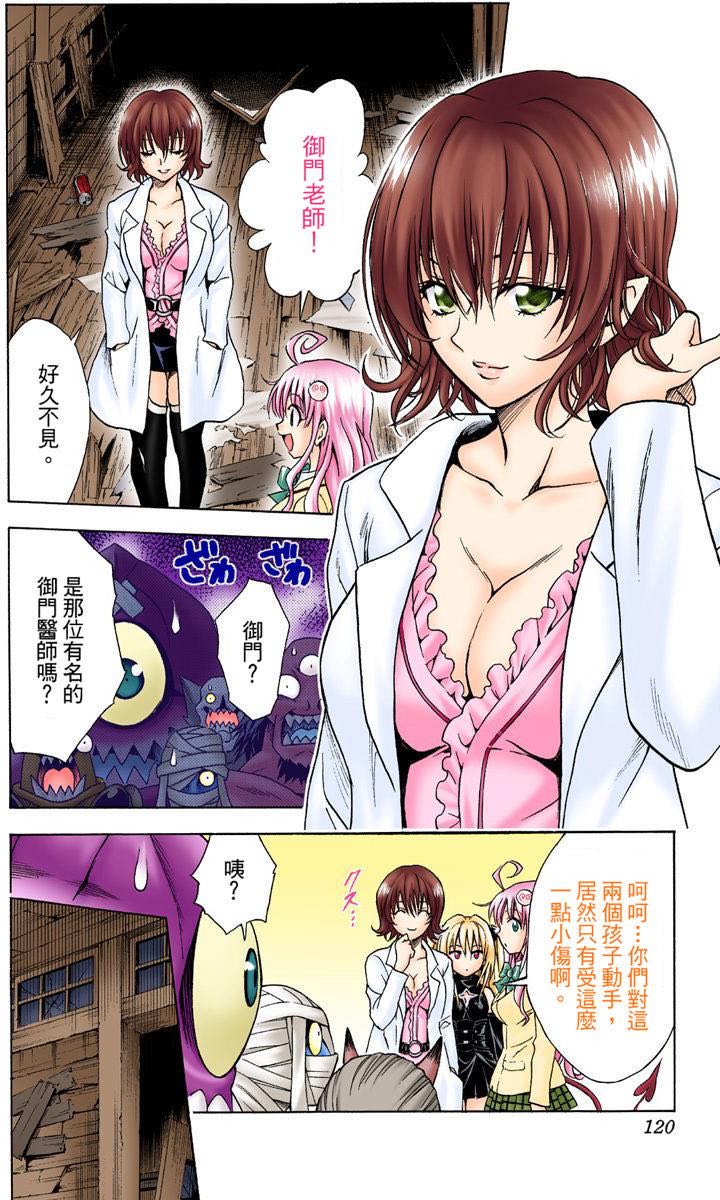 御門老師！
好久不見。
ざわ
ざわ
御門？
是那位有名的
御門醫師嗎？
呵呵…你們對這
兩個孩子動手，
居然只有受這麼
一點小傷啊。
クス…
咦？
120